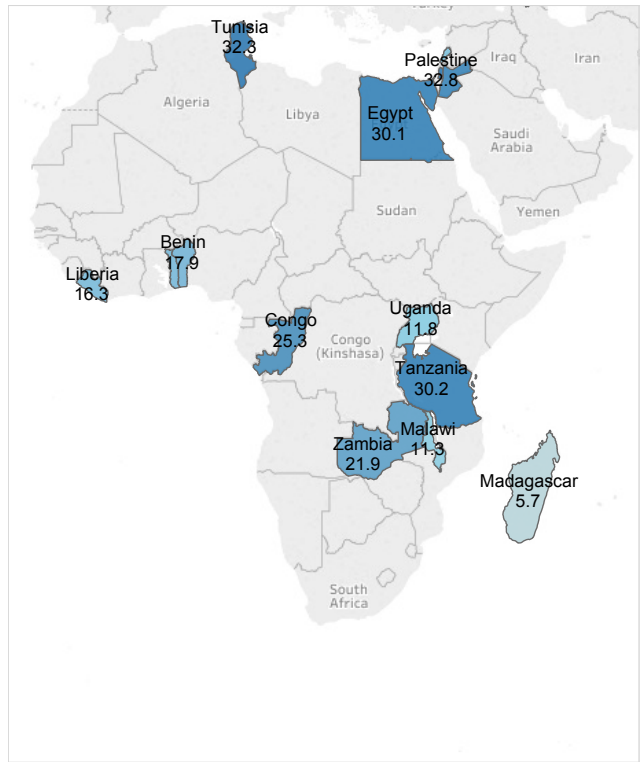 Turkey
Tunisia
32.3
Palestine
32.8
Iraq
Iran
Algeria
Libya
Egypt
30.1
Saudi
Arabia
Sudan
Yemen
Benin
17.9
Liberia
16.3
Congo
25.3
Uganda
11.8
Congo
(Kinshasa)
Tanzania
30.2
Zambia
21.9
Malawi
11.3
Madagascar
5.7
South
Africa